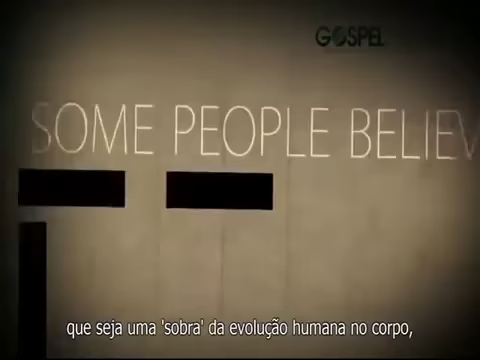 GOSPEL
SOME PEOPLE BELIEV
que seja uma 'sobra' da evolução humana no corpo,